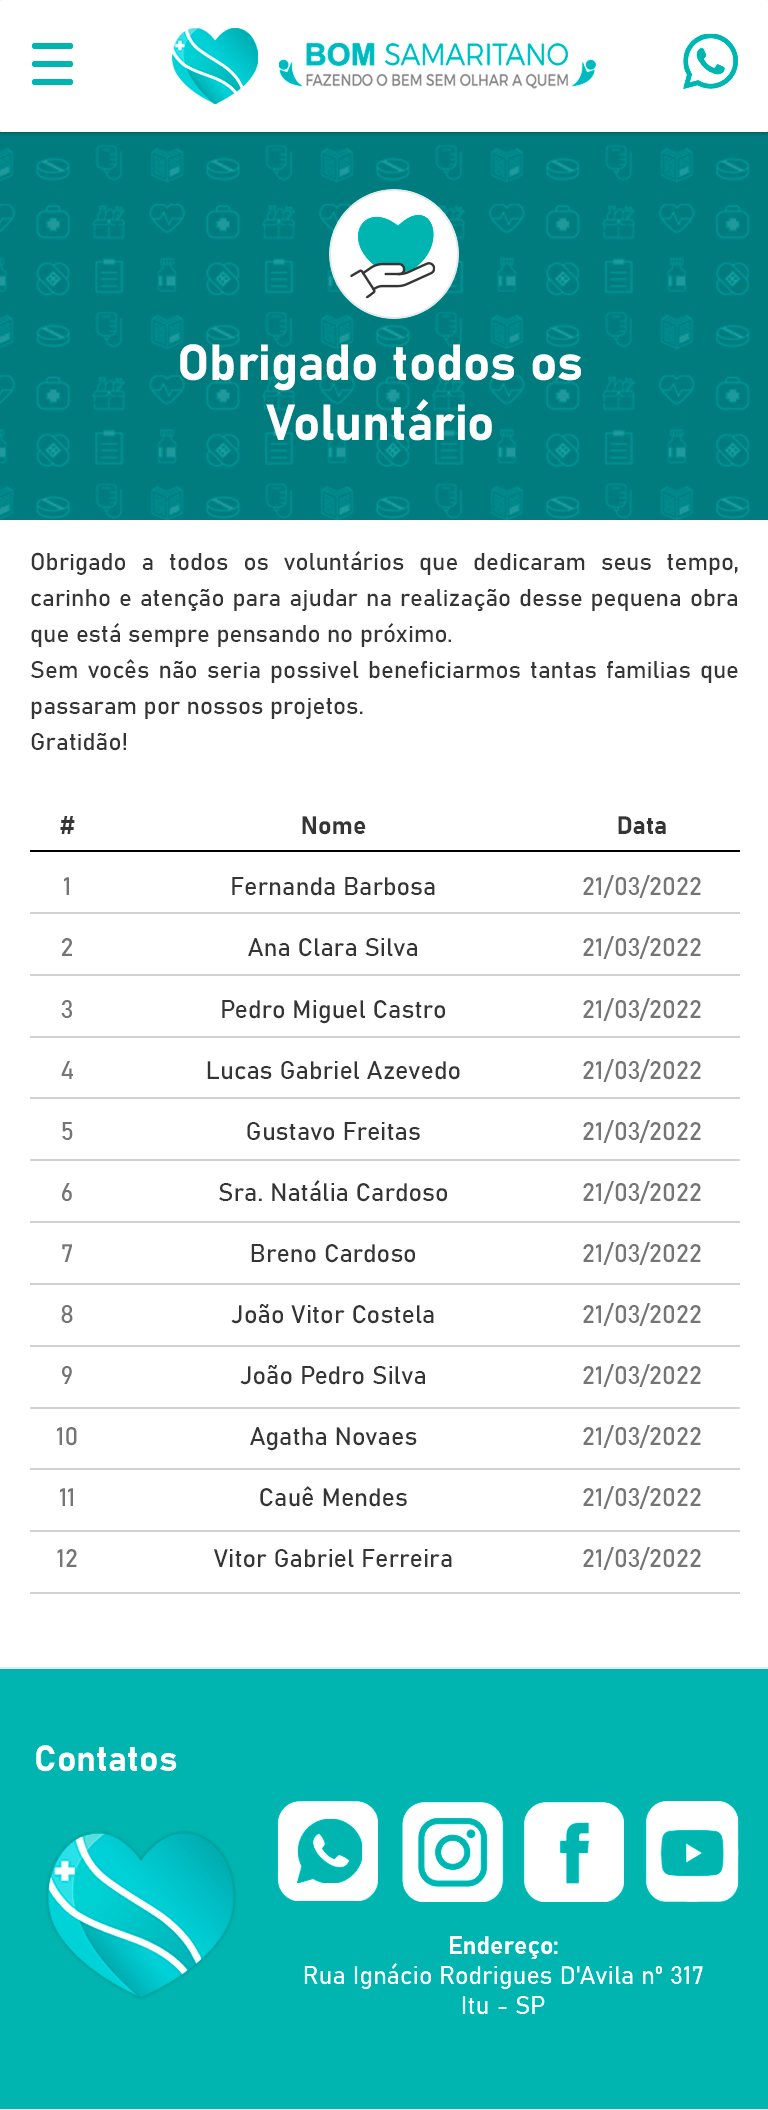 BOM SAMARITANO
FAZENDO O BEM SEM OLHAR A QUEM
Obrigado todos os
Voluntário
Obrigado a todos os voluntários que dedicaram seus tempo,
carinho e atenção para ajudar na realização desse pequena obra
que está sempre pensando no próximo.
Sem vocês não seria possivel beneficiarmos tantas familias que
passaram por nossos projetos.
Gratidão!
# Nome Data
1 Fernanda Barbosa 21/03/2022
2 Ana Clara Silva 21/03/2022
3 Pedro Miguel Castro 21/03/2022
4 Lucas Gabriel Azevedo 21/03/2022
5 Gustavo Freitas 21/03/2022
6 Sra. Natália Cardoso 21/03/2022
7 Breno Cardoso 21/03/2022
8 João Vitor Costela 21/03/2022
9 João Pedro Silva 21/03/2022
10 Agatha Novaes 21/03/2022
11 Cauê Mendes 21/03/2022
12 Vitor Gabriel Ferreira 21/03/2022
Contatos
Endereço:
Rua Ignácio Rodrigues D'Avila nº 317
Itu - SP